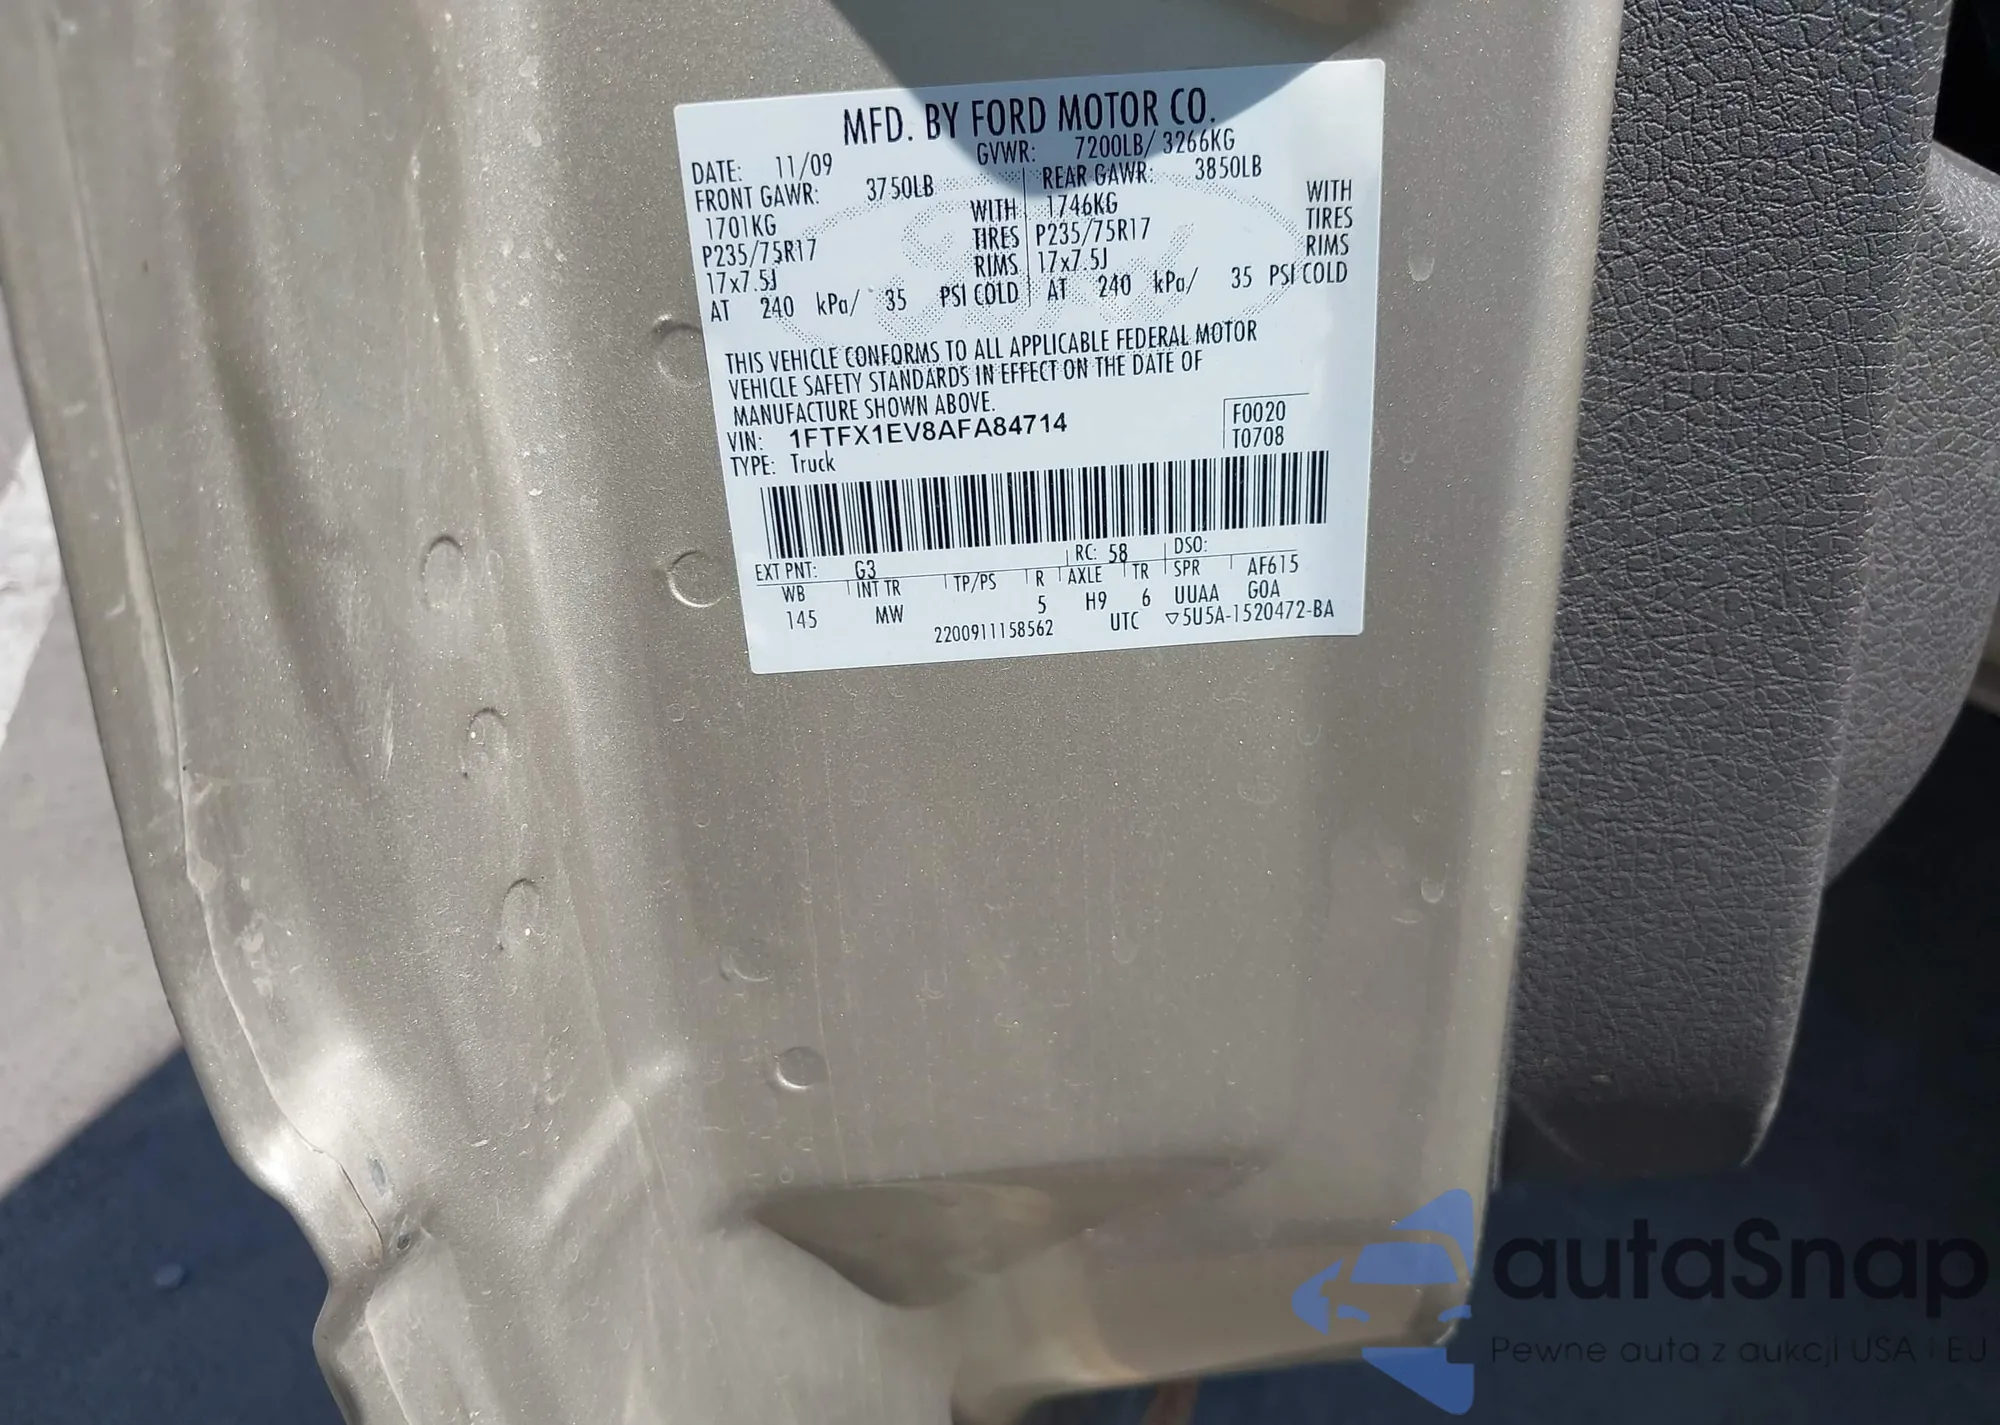 MFD. BY FORD MOTOR CO.
DATE: 11/09 GVWR: 7200LB/ 3266KG
FRONT GAWR: 3750LB REAR GAWR: 3850LB
1701KG WITH 1746KG WITH
P235/75R17 TIRES P235/75R17 TIRES
17x7.5J RIMS 17x7.5J RIMS
AT 240 kPa/ 35 PSI COLD AT 240 kPa/ 35 PSI COLD
THIS VEHICLE CONFORMS TO ALL APPLICABLE FEDERAL MOTOR
VEHICLE SAFETY STANDARDS IN EFFECT ON THE DATE OF
MANUFACTURE SHOWN ABOVE.
VIN: 1FTFX1EV8AFA84714 F0020
TYPE: Truck T0708
EXT PNT: G3 RC: 58 DSO:
WB INT TR TP/PS R AXLE TR SPR AF615
145 MW 5 H9 6 UUAA G0A
2200911158562 UTC ▽5U5A-1520472-BA
autaSnap
Pewne auta z aukcji USA i EU